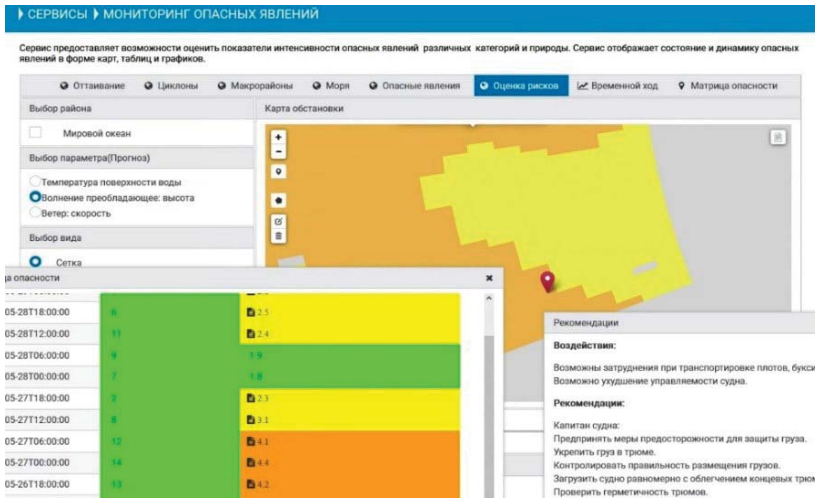 СЕРВИСЫ МОНИТОРИНГ ОПАСНЫХ ЯВЛЕНИЙ
Сервис предоставляет возможности оценить показатели интенсивности опасных явлений различных категорий и природы. Сервис отображает состояние и динамику опасных
явлений в форме карт, таблиц и графиков.
Оттаивание Циклоны Макрорайоны Моря Опасные явления Оценка рисков Временной ход Матрица опасности
Выбор района
Мировой океан
Выбор параметра(Прогноз)
Температура поверхности воды
Волнение преобладающее: высота
Ветер: скорость
Выбор вида
Сетка
Карта обстановки
+
−
ца опасности ×
05-28T18:00:00 6 2.5
05-28T12:00:00 11 2.4
05-28T06:00:00 9 1.9
05-28T00:00:00 7 1.8
05-27T18:00:00 2 2.3
05-27T12:00:00 8 3.1
05-27T06:00:00 12 4.1
05-27T00:00:00 14 4.4
05-26T18:00:00 13 4.2
Рекомендации
Воздействия:
Возможны затруднения при транспортировке плотов, букси
Возможно ухудшение управляемости судна.
Рекомендации:
Капитан судна:
Предпринять меры предосторожности для защиты груза.
Укрепить груз в трюме.
Контролировать правильность размещения грузов.
Загрузить судно равномерно с облегчением концевых трюм
Проверить герметичность тромов.